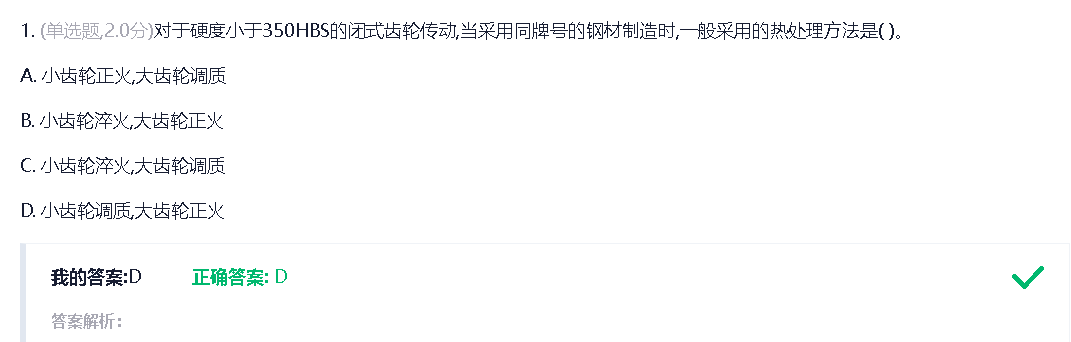 1. (单选题,2.0分)对于硬度小于350HBS的闭式齿轮传动,当采用同牌号的钢材制造时,一般采用的热处理方法是( )。
A. 小齿轮正火,大齿轮调质
B. 小齿轮淬火,大齿轮正火
C. 小齿轮淬火,大齿轮调质
D. 小齿轮调质,大齿轮正火
我的答案:D 正确答案: D
答案解析：